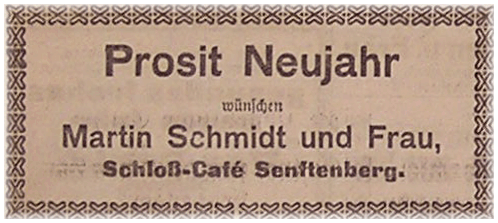 Prosit Neujahr
wünſchen
Martin Schmidt und Frau,
Schloß-Café Senftenberg.